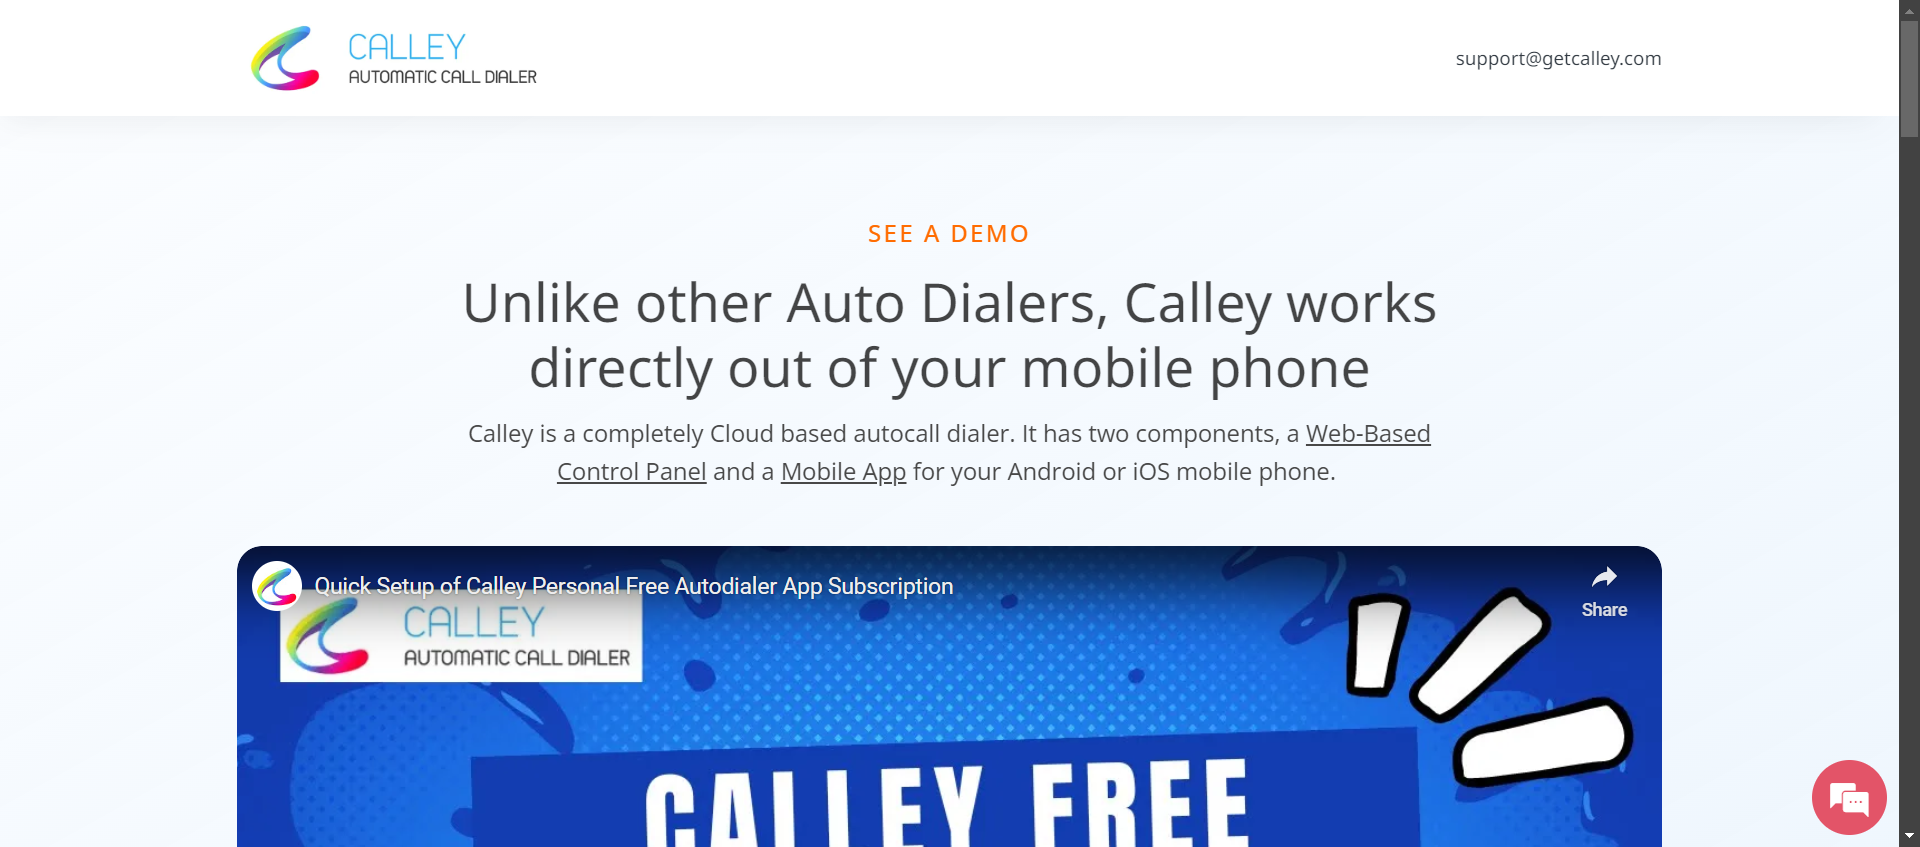 CALLEY
AUTOMATIC CALL DIALER
support@getcalley.com
SEE A DEMO
Unlike other Auto Dialers, Calley works
directly out of your mobile phone
Calley is a completely Cloud based autocall dialer. It has two components, a Web-Based
Control Panel and a Mobile App for your Android or iOS mobile phone.
Quick Setup of Calley Personal Free Autodialer App Subscription
Share
CALLEY
AUTOMATIC CALL DIALER
CALLEY FREE